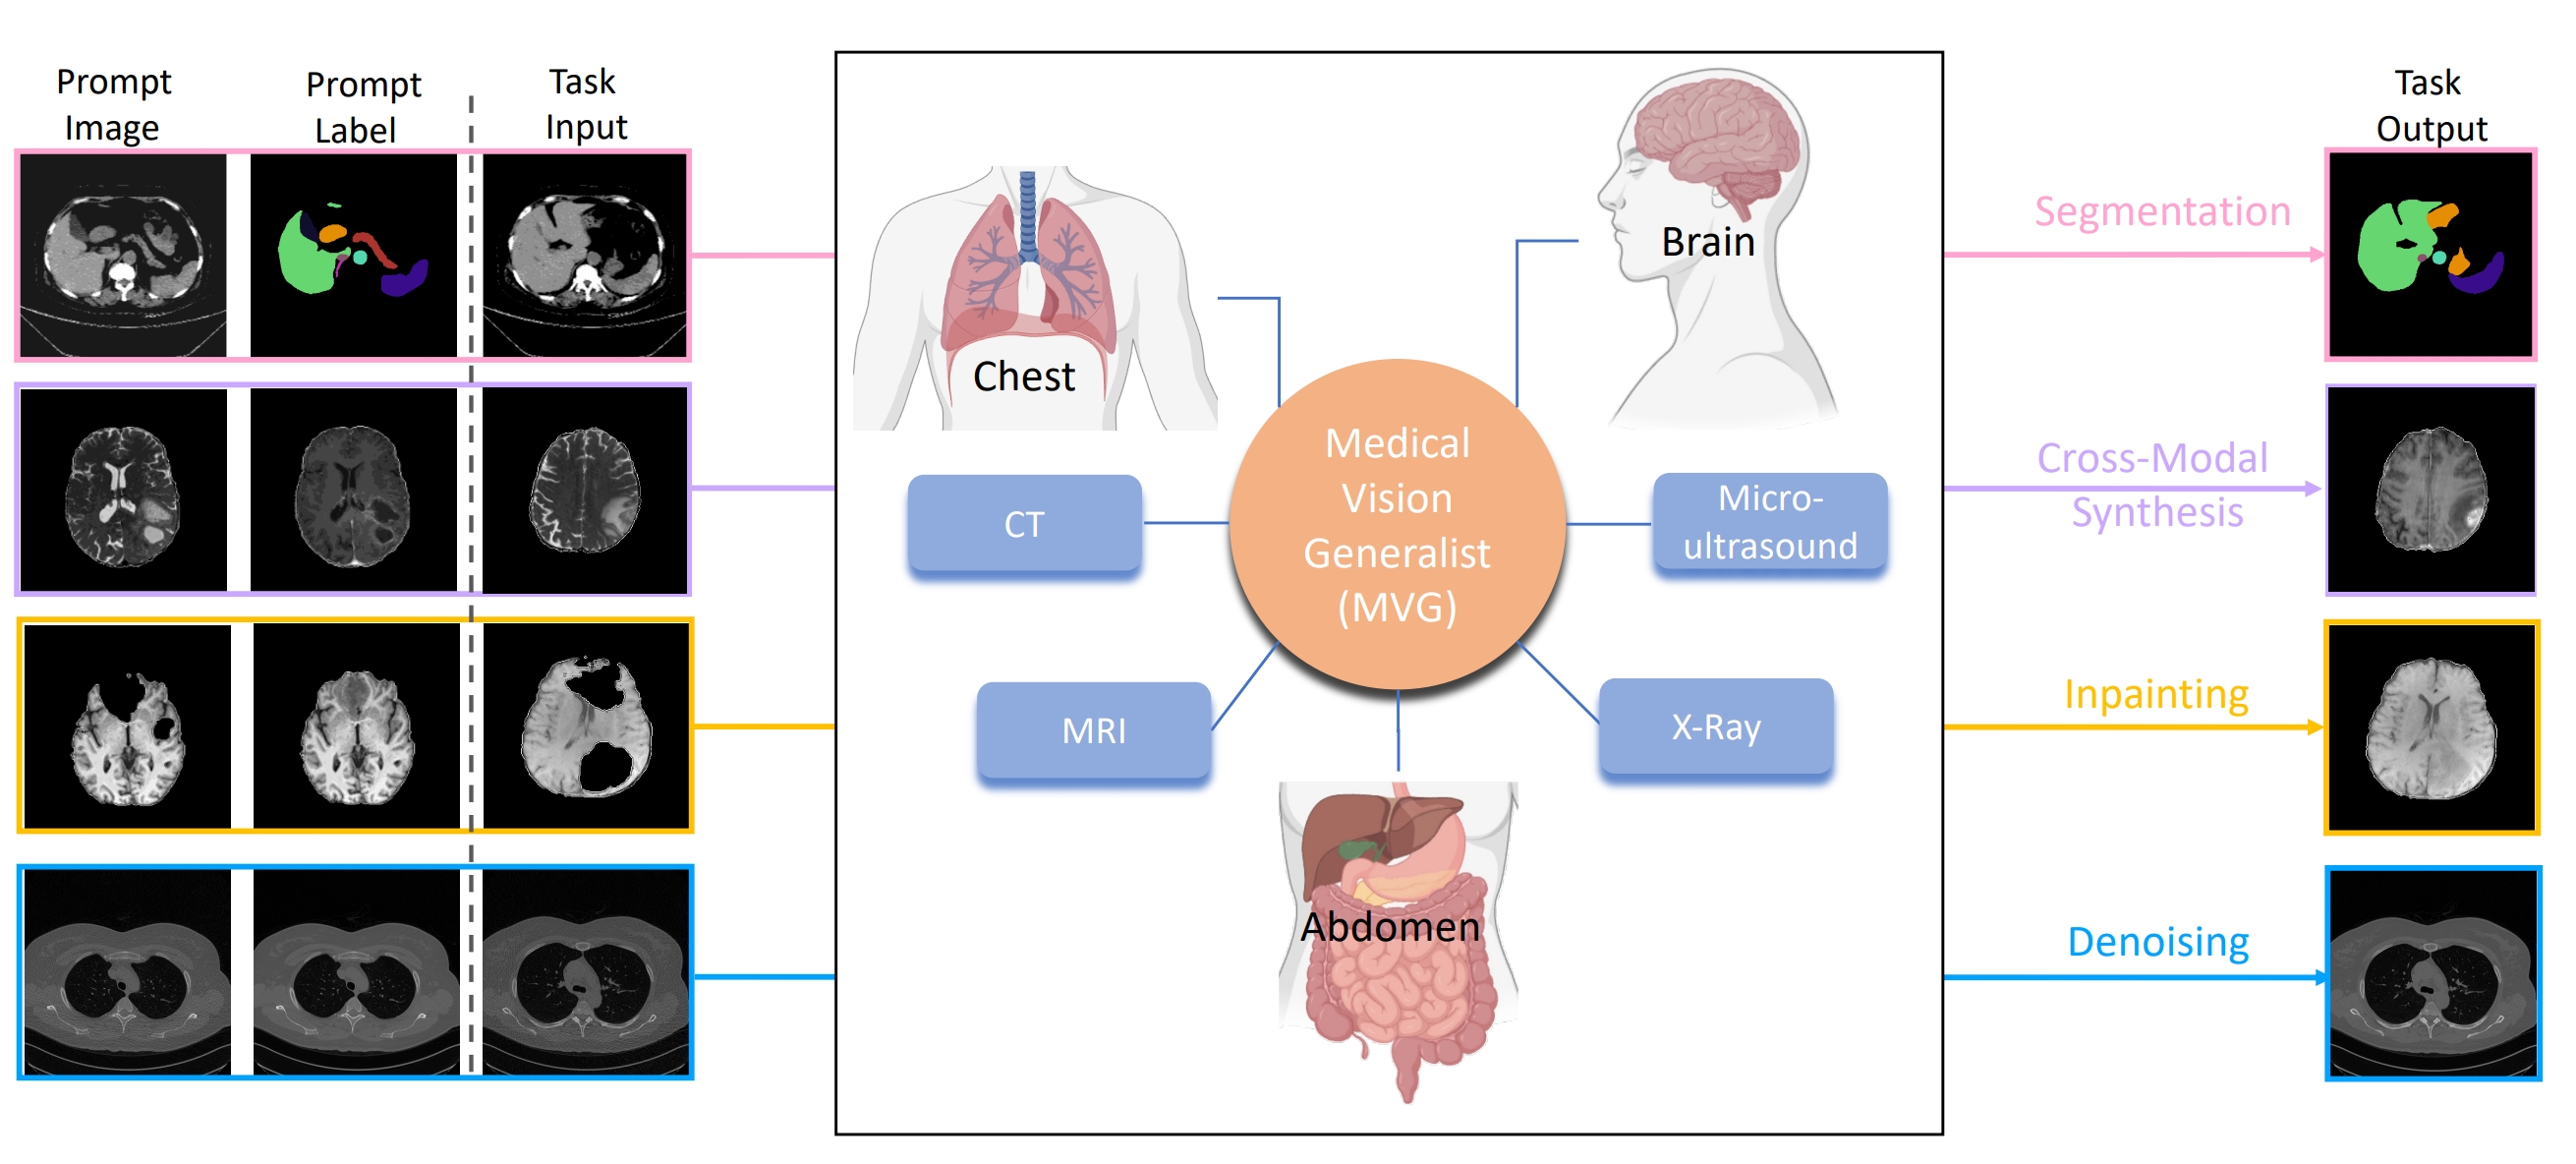 Prompt
Image
Prompt
Label
Task
Input
Task
Output
Chest
Brain
Medical
Vision
Generalist
(MVG)
CT
Micro-
ultrasound
MRI
X-Ray
Abdomen
Segmentation
Cross-Modal
Synthesis
Inpainting
Denoising